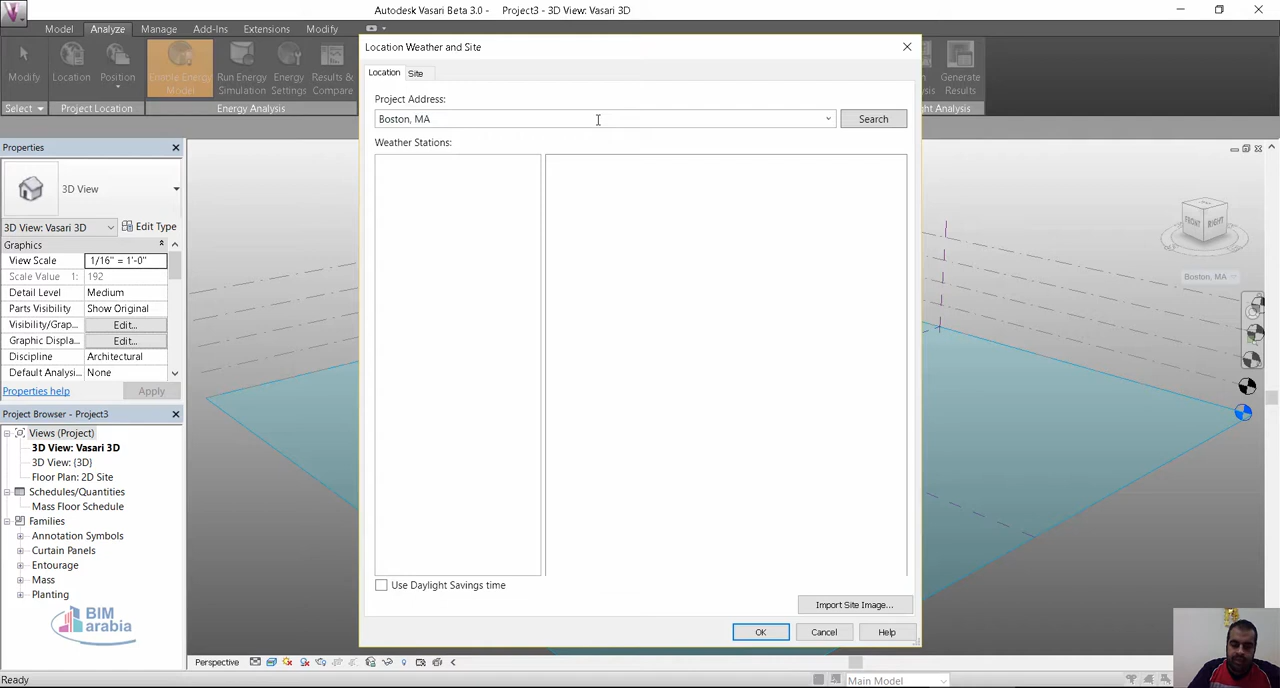 Autodesk Vasari Beta 3.0 - Project3 - 3D View: Vasari 3D
Model Analyze Manage Add-Ins Extensions Modify
Modify
Location
Position
Enable Energy Model
Run Energy Simulation
Energy Settings
Results & Compare
Generate Results
Select
Project Location
Energy Analysis
Location Weather and Site
Location
Site
Project Address:
Boston, MA
Search
Weather Stations:
Use Daylight Savings time
Import Site Image...
OK
Cancel
Help
Properties
3D View
3D View: Vasari 3D
Edit Type
Graphics
View Scale 1/16" = 1'-0"
Scale Value 1: 192
Detail Level Medium
Parts Visibility Show Original
Visibility/Grap... Edit...
Graphic Displa... Edit...
Discipline Architectural
Default Analysi... None
Properties help
Apply
Project Browser - Project3
Views (Project)
3D View: Vasari 3D
3D View: {3D}
Floor Plan: 2D Site
Schedules/Quantities
Mass Floor Schedule
Families
Annotation Symbols
Curtain Panels
Entourage
Mass
Planting
BIM
arabia
FRONT
RIGHT
Boston, MA
Perspective
Main Model
Ready